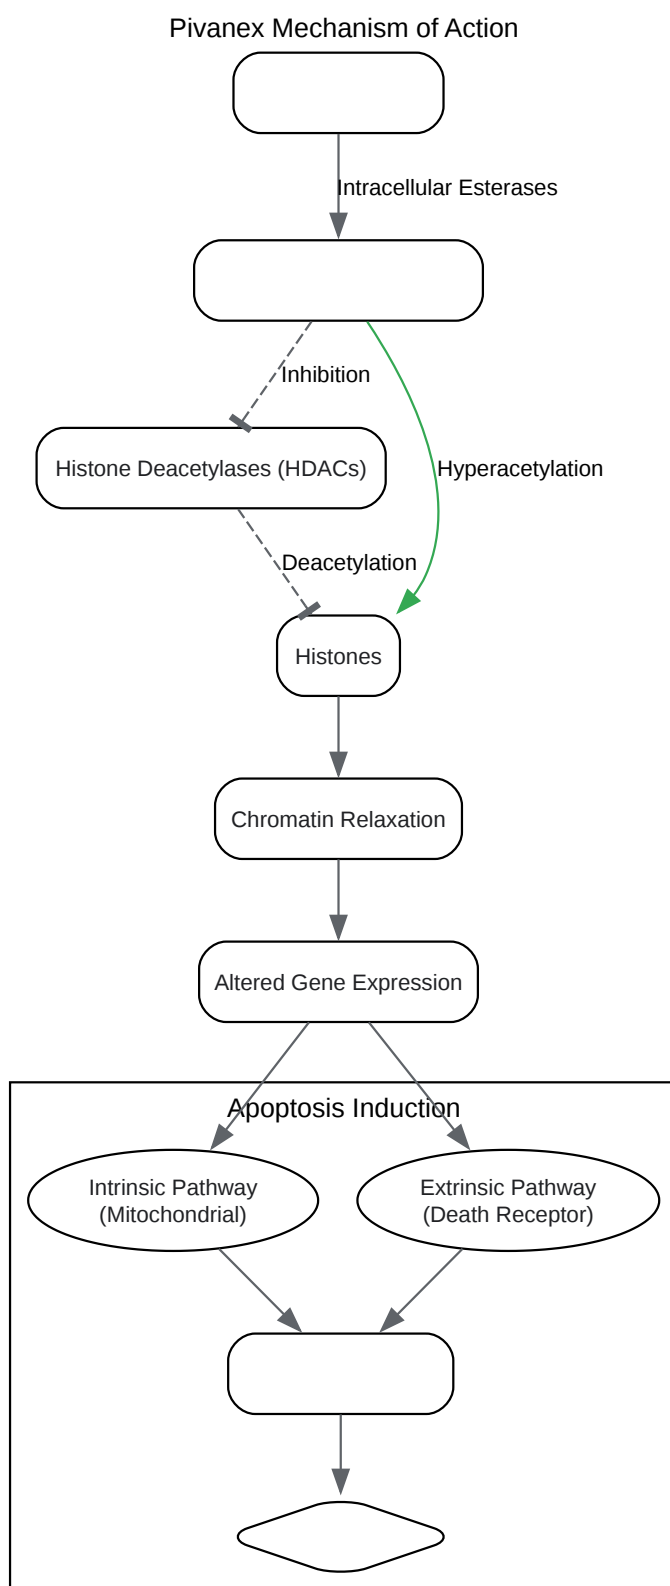 Pivanex Mechanism of Action
Intracellular Esterases
Inhibition
Histone Deacetylases (HDACs)
Hyperacetylation
Deacetylation
Histones
Chromatin Relaxation
Altered Gene Expression
Apoptosis Induction
Intrinsic Pathway
(Mitochondrial)
Extrinsic Pathway
(Death Receptor)